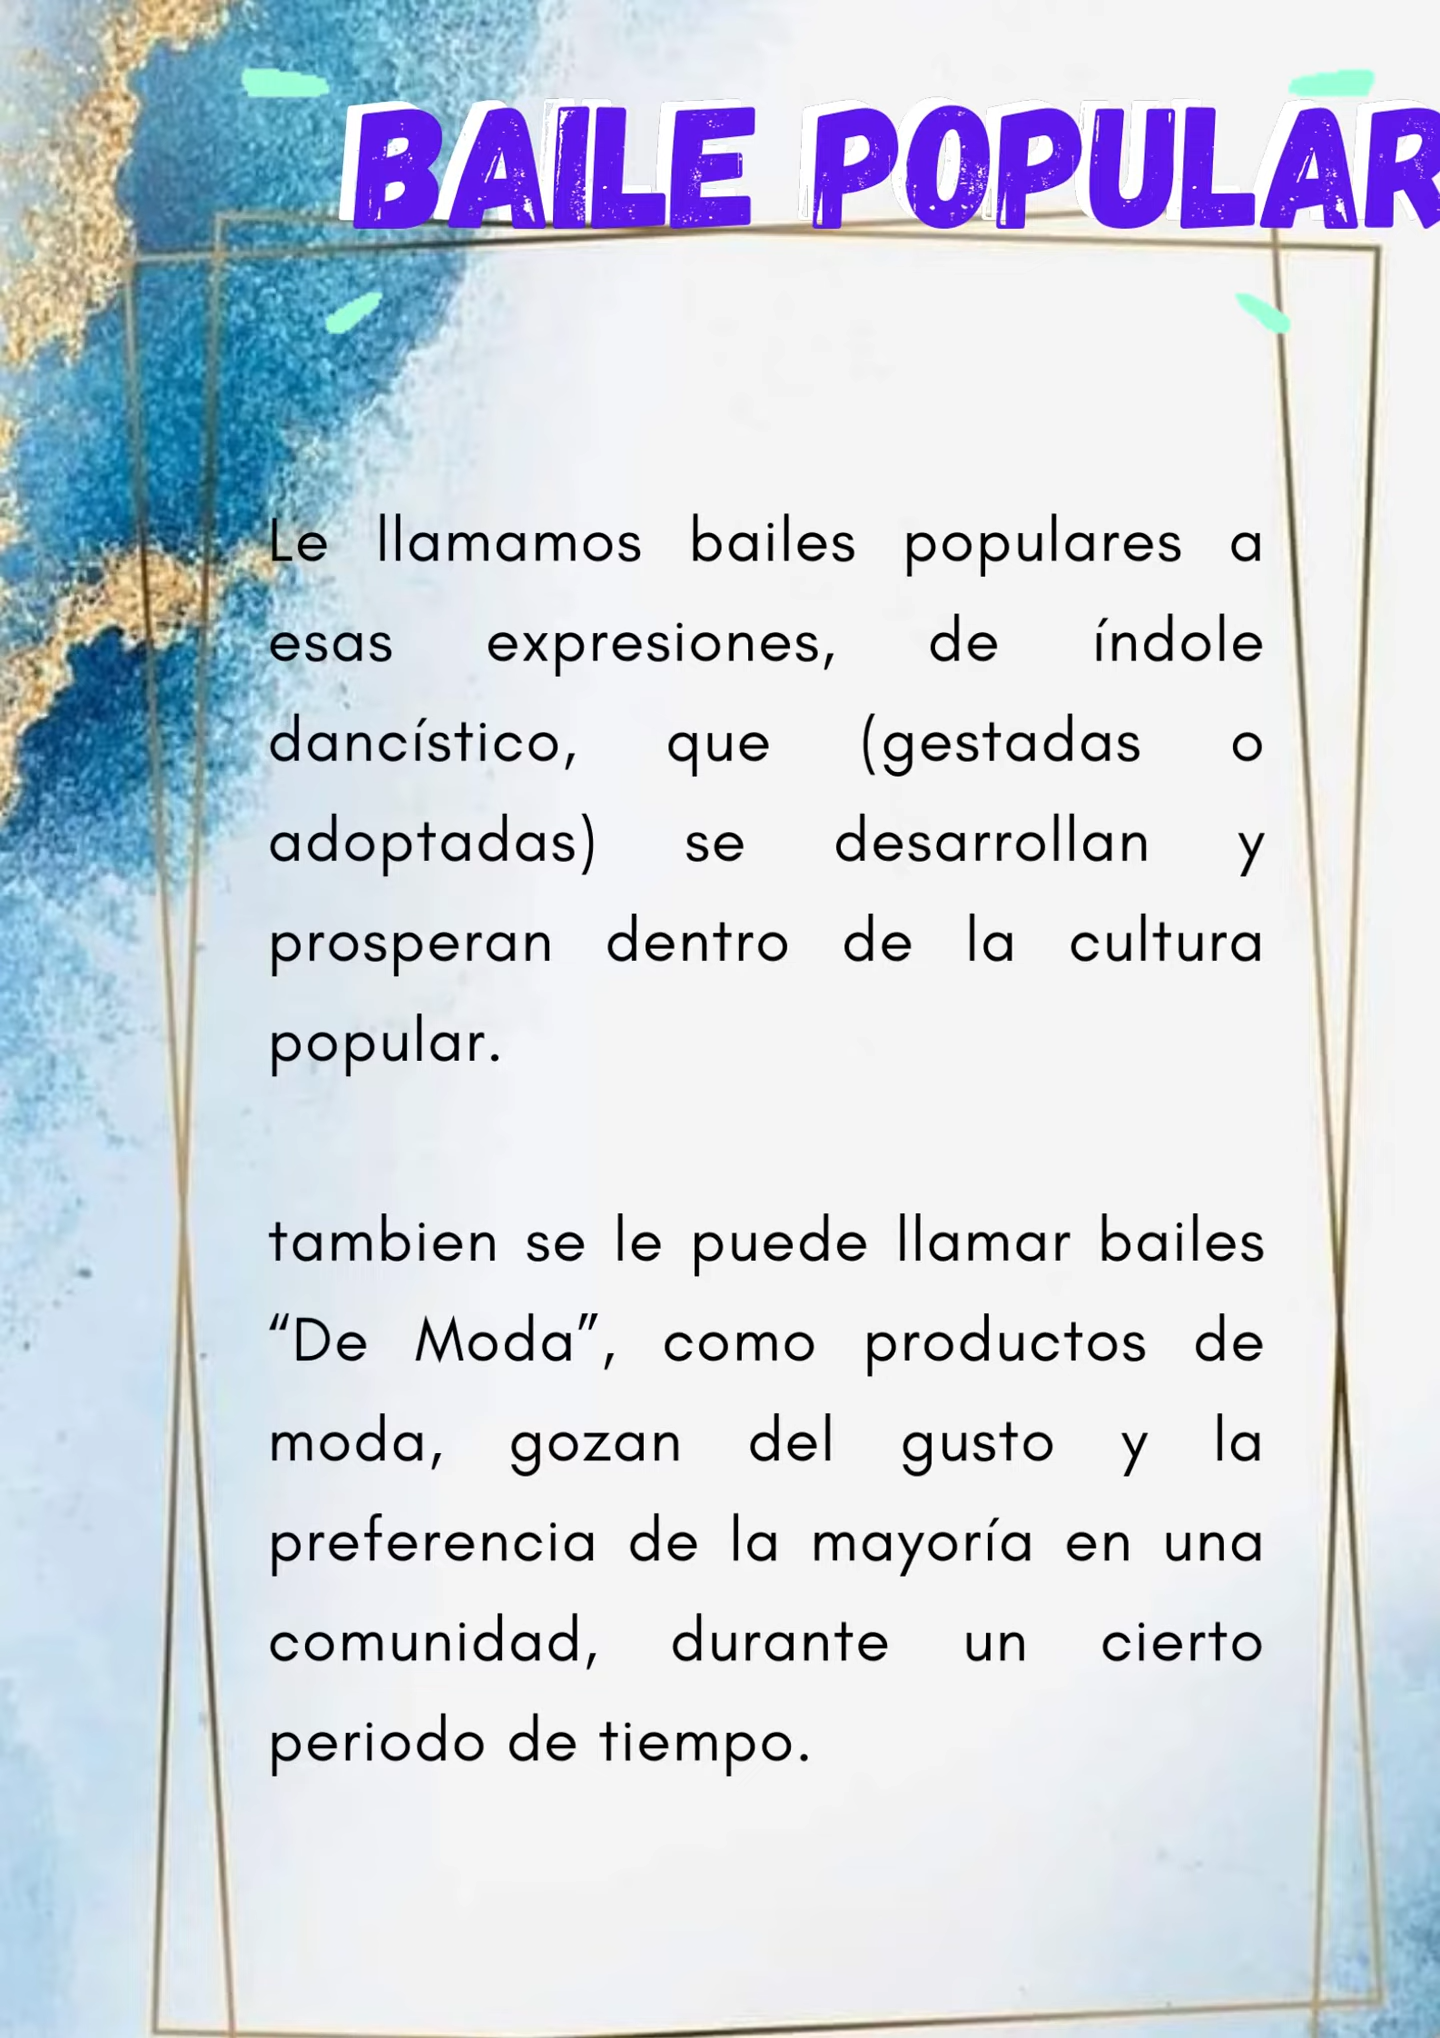 BAILE POPULAR
Le llamamos bailes populares a
esas expresiones, de índole
dancístico, que (gestadas o
adoptadas) se desarrollan y
prosperan dentro de la cultura
popular.
tambien se le puede llamar bailes
“De Moda”, como productos de
moda, gozan del gusto y la
preferencia de la mayoría en una
comunidad, durante un cierto
periodo de tiempo.